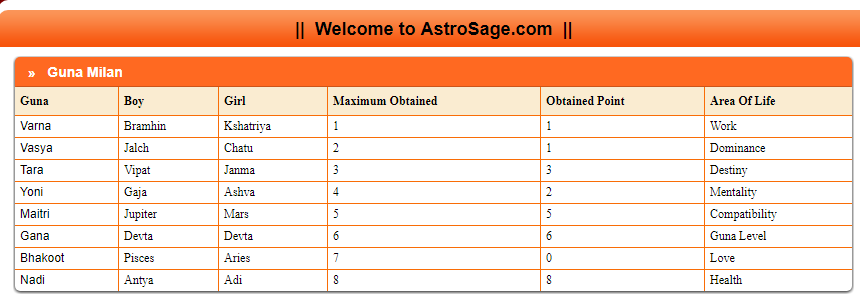 || Welcome to AstroSage.com ||
» Guna Milan
Guna Boy Girl Maximum Obtained Obtained Point Area Of Life
Varna Bramhin Kshatriya 1 1 Work
Vasya Jalch Chatu 2 1 Dominance
Tara Vipat Janma 3 3 Destiny
Yoni Gaja Ashva 4 2 Mentality
Maitri Jupiter Mars 5 5 Compatibility
Gana Devta Devta 6 6 Guna Level
Bhakoot Pisces Aries 7 0 Love
Nadi Antya Adi 8 8 Health